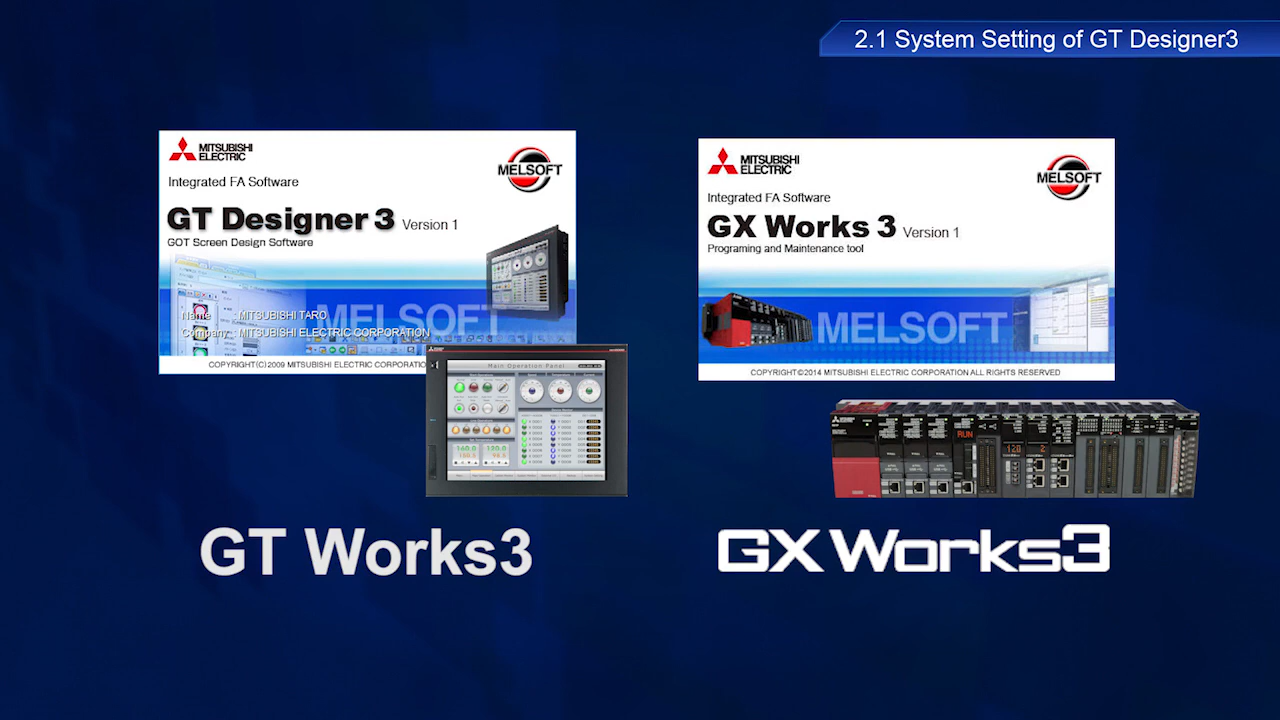 2.1 System Setting of GT Designer3
MITSUBISHI
ELECTRIC
MELSOFT
Integrated FA Software
GT Designer 3 Version 1
GOT Screen Design Software
MELSOFT
Name : MITSUBISHI TARO
Company : MITSUBISHI ELECTRIC CORPORATION
COPYRIGHT(C)2009 MITSUBISHI ELECTRIC CORPORATIO
Main Operation Panel
GT Works3
MITSUBISHI
ELECTRIC
MELSOFT
Integrated FA Software
GX Works 3 Version 1
Programing and Maintenance tool
MELSOFT
COPYRIGHT©2014 MITSUBISHI ELECTRIC CORPORATION ALL RIGHTS RESERVED
RUN
GX Works3